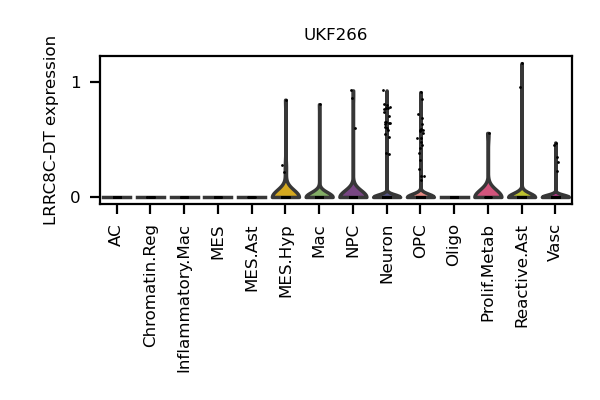 UKF266
LRRC8C-DT expression
1
0
AC
Chromatin.Reg
Inflammatory.Mac
MES
MES.Ast
MES.Hyp
Mac
NPC
Neuron
OPC
Oligo
Prolif.Metab
Reactive.Ast
Vasc